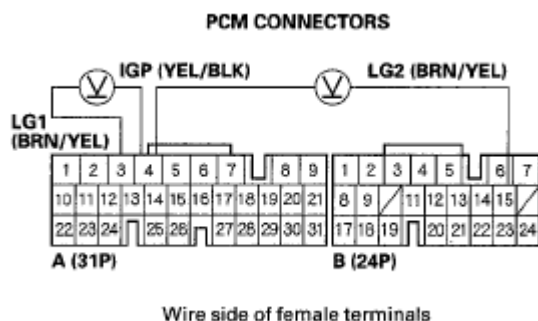 PCM CONNECTORS
IGP (YEL/BLK)
LG2 (BRN/YEL)
V
V
LG1
(BRN/YEL)
1 2 3 4 5 6 7 8 9
10 11 12 13 14 15 16 17 18 19 20 21
22 23 24 25 26 27 28 29 30 31
A (31P)
1 2 3 4 5 6 7
8 9 11 12 13 14 15
17 18 19 20 21 22 23 24
B (24P)
Wire side of female terminals